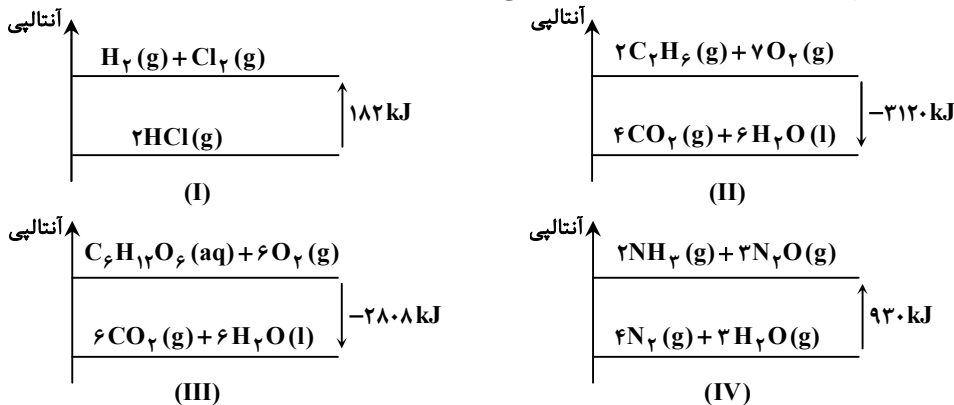 آنتالپی
H۲(g)+Cl۲(g)
۱۸۲kJ
۲HCl(g)
(I)
آنتالپی
۲C۲H۶(g)+۷O۲(g)
−۳۱۲۰kJ
۴CO۲(g)+۶H۲O(l)
(II)
آنتالپی
C۶H۱۲O۶(aq)+۶O۲(g)
−۲۸۰۸kJ
۶CO۲(g)+۶H۲O(l)
(III)
آنتالپی
۲NH۳(g)+۳N۲O(g)
۹۳۰kJ
۴N۲(g)+۳H۲O(g)
(IV)